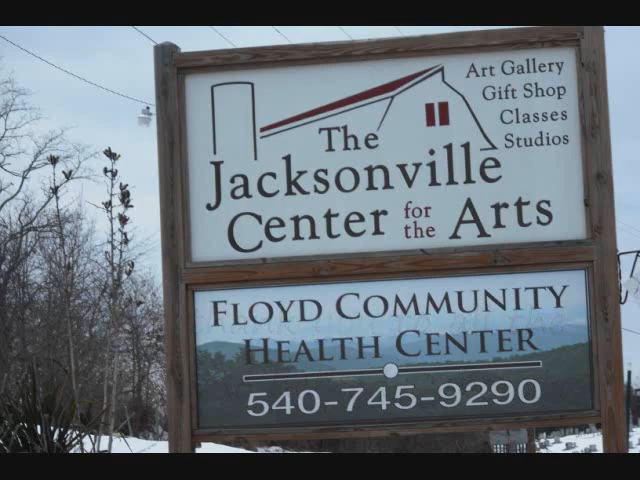 Art Gallery
Gift Shop
Classes
Studios
The
Jacksonville
Center for the Arts
FLOYD COMMUNITY
HEALTH CENTER
540-745-9290